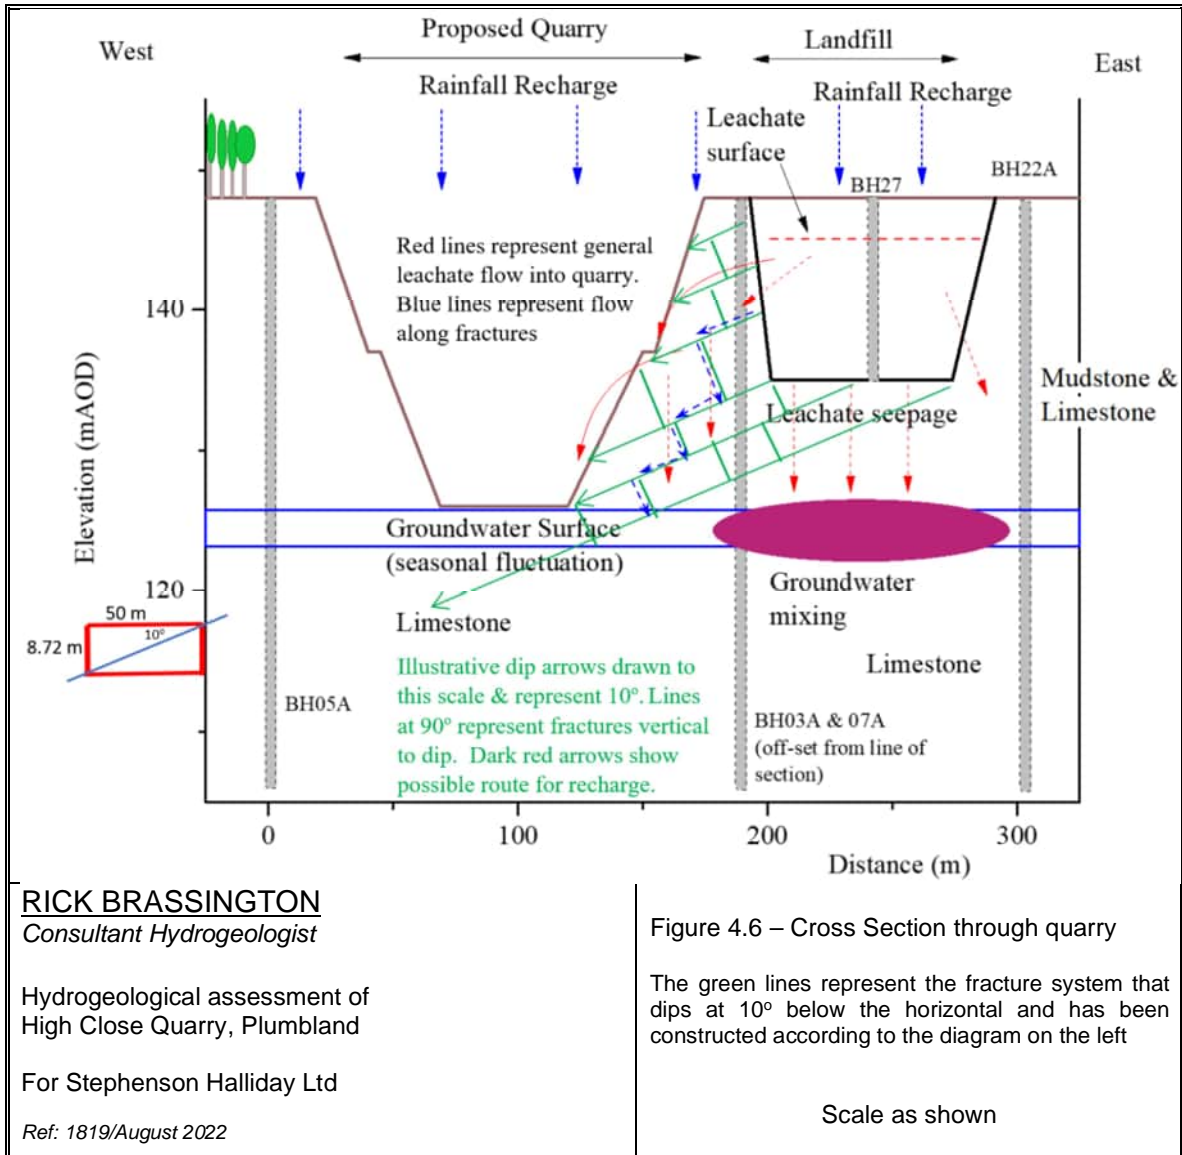 West
Proposed Quarry
Landfill
East
Rainfall Recharge
Rainfall Recharge
Leachate
surface
BH27
BH22A
Red lines represent general
leachate flow into quarry.
Blue lines represent flow
along fractures
140
Elevation (mAOD)
Mudstone &
Limestone
Leachate seepage
Groundwater Surface
(seasonal fluctuation)
120
Groundwater
mixing
50 m
10º
8.72 m
Limestone
Limestone
Illustrative dip arrows drawn to
this scale & represent 10º. Lines
at 90º represent fractures vertical
to dip. Dark red arrows show
possible route for recharge.
BH05A
BH03A & 07A
(off-set from line of
section)
0
100
200
300
Distance (m)
RICK BRASSINGTON
Consultant Hydrogeologist
Hydrogeological assessment of
High Close Quarry, Plumbland
For Stephenson Halliday Ltd
Ref: 1819/August 2022
Figure 4.6 – Cross Section through quarry
The green lines represent the fracture system that
dips at 10º below the horizontal and has been
constructed according to the diagram on the left
Scale as shown